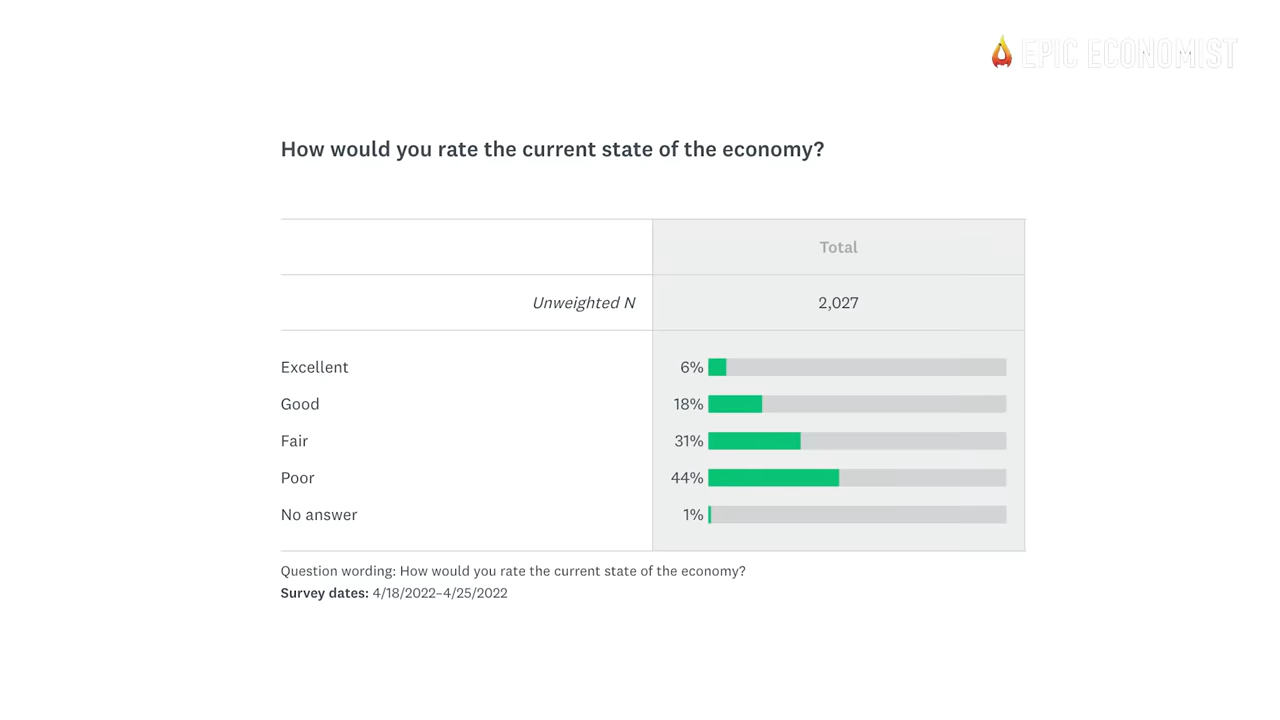 EPIC ECONOMIST
How would you rate the current state of the economy?
Total
Unweighted N 2,027
Excellent 6%
Good 18%
Fair 31%
Poor 44%
No answer 1%
Question wording: How would you rate the current state of the economy?
Survey dates: 4/18/2022–4/25/2022